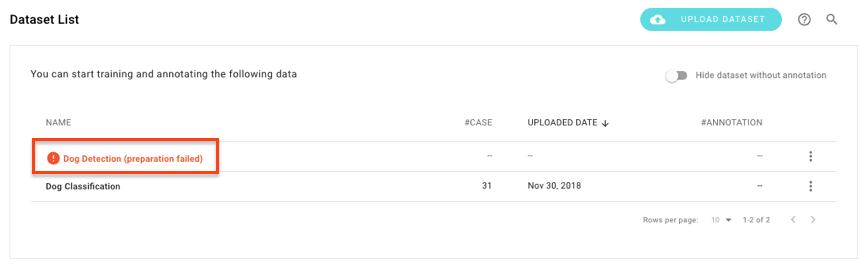 Dataset List
UPLOAD DATASET
You can start training and annotating the following data
Hide dataset without annotation
NAME #CASE UPLOADED DATE #ANNOTATION
Dog Detection (preparation failed) -- -- --
Dog Classification 31 Nov 30, 2018 --
Rows per page: 10 1-2 of 2